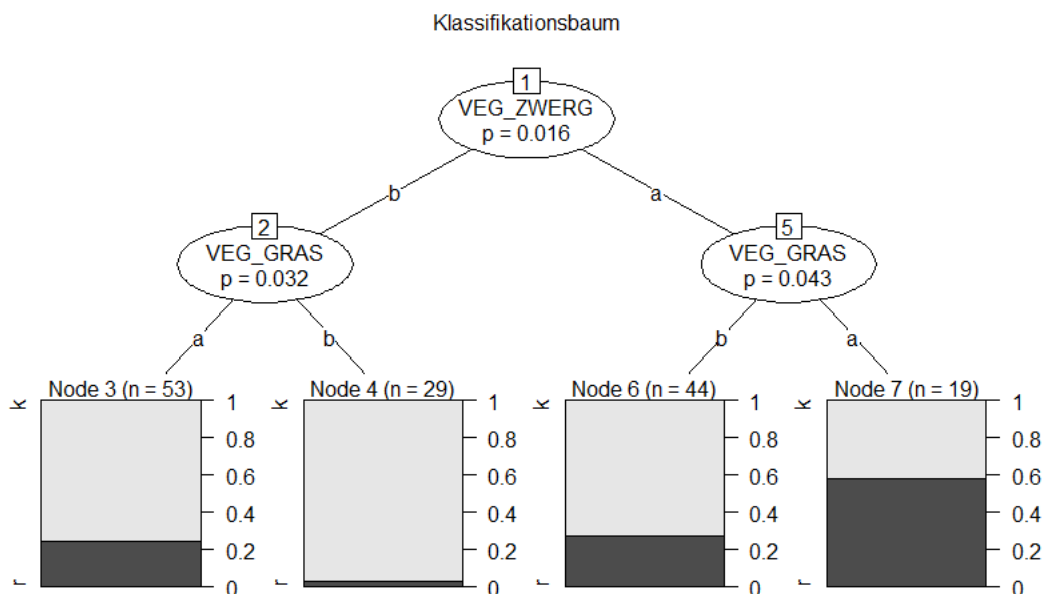 Klassifikationsbaum
1
VEG_ZWERG
p = 0.016
b
a
2
VEG_GRAS
p = 0.032
5
VEG_GRAS
p = 0.043
a
b
b
a
Node 3 (n = 53)
k
r
1
0.8
0.6
0.4
0.2
0
Node 4 (n = 29)
k
r
1
0.8
0.6
0.4
0.2
0
Node 6 (n = 44)
k
r
1
0.8
0.6
0.4
0.2
0
Node 7 (n = 19)
k
r
1
0.8
0.6
0.4
0.2
0